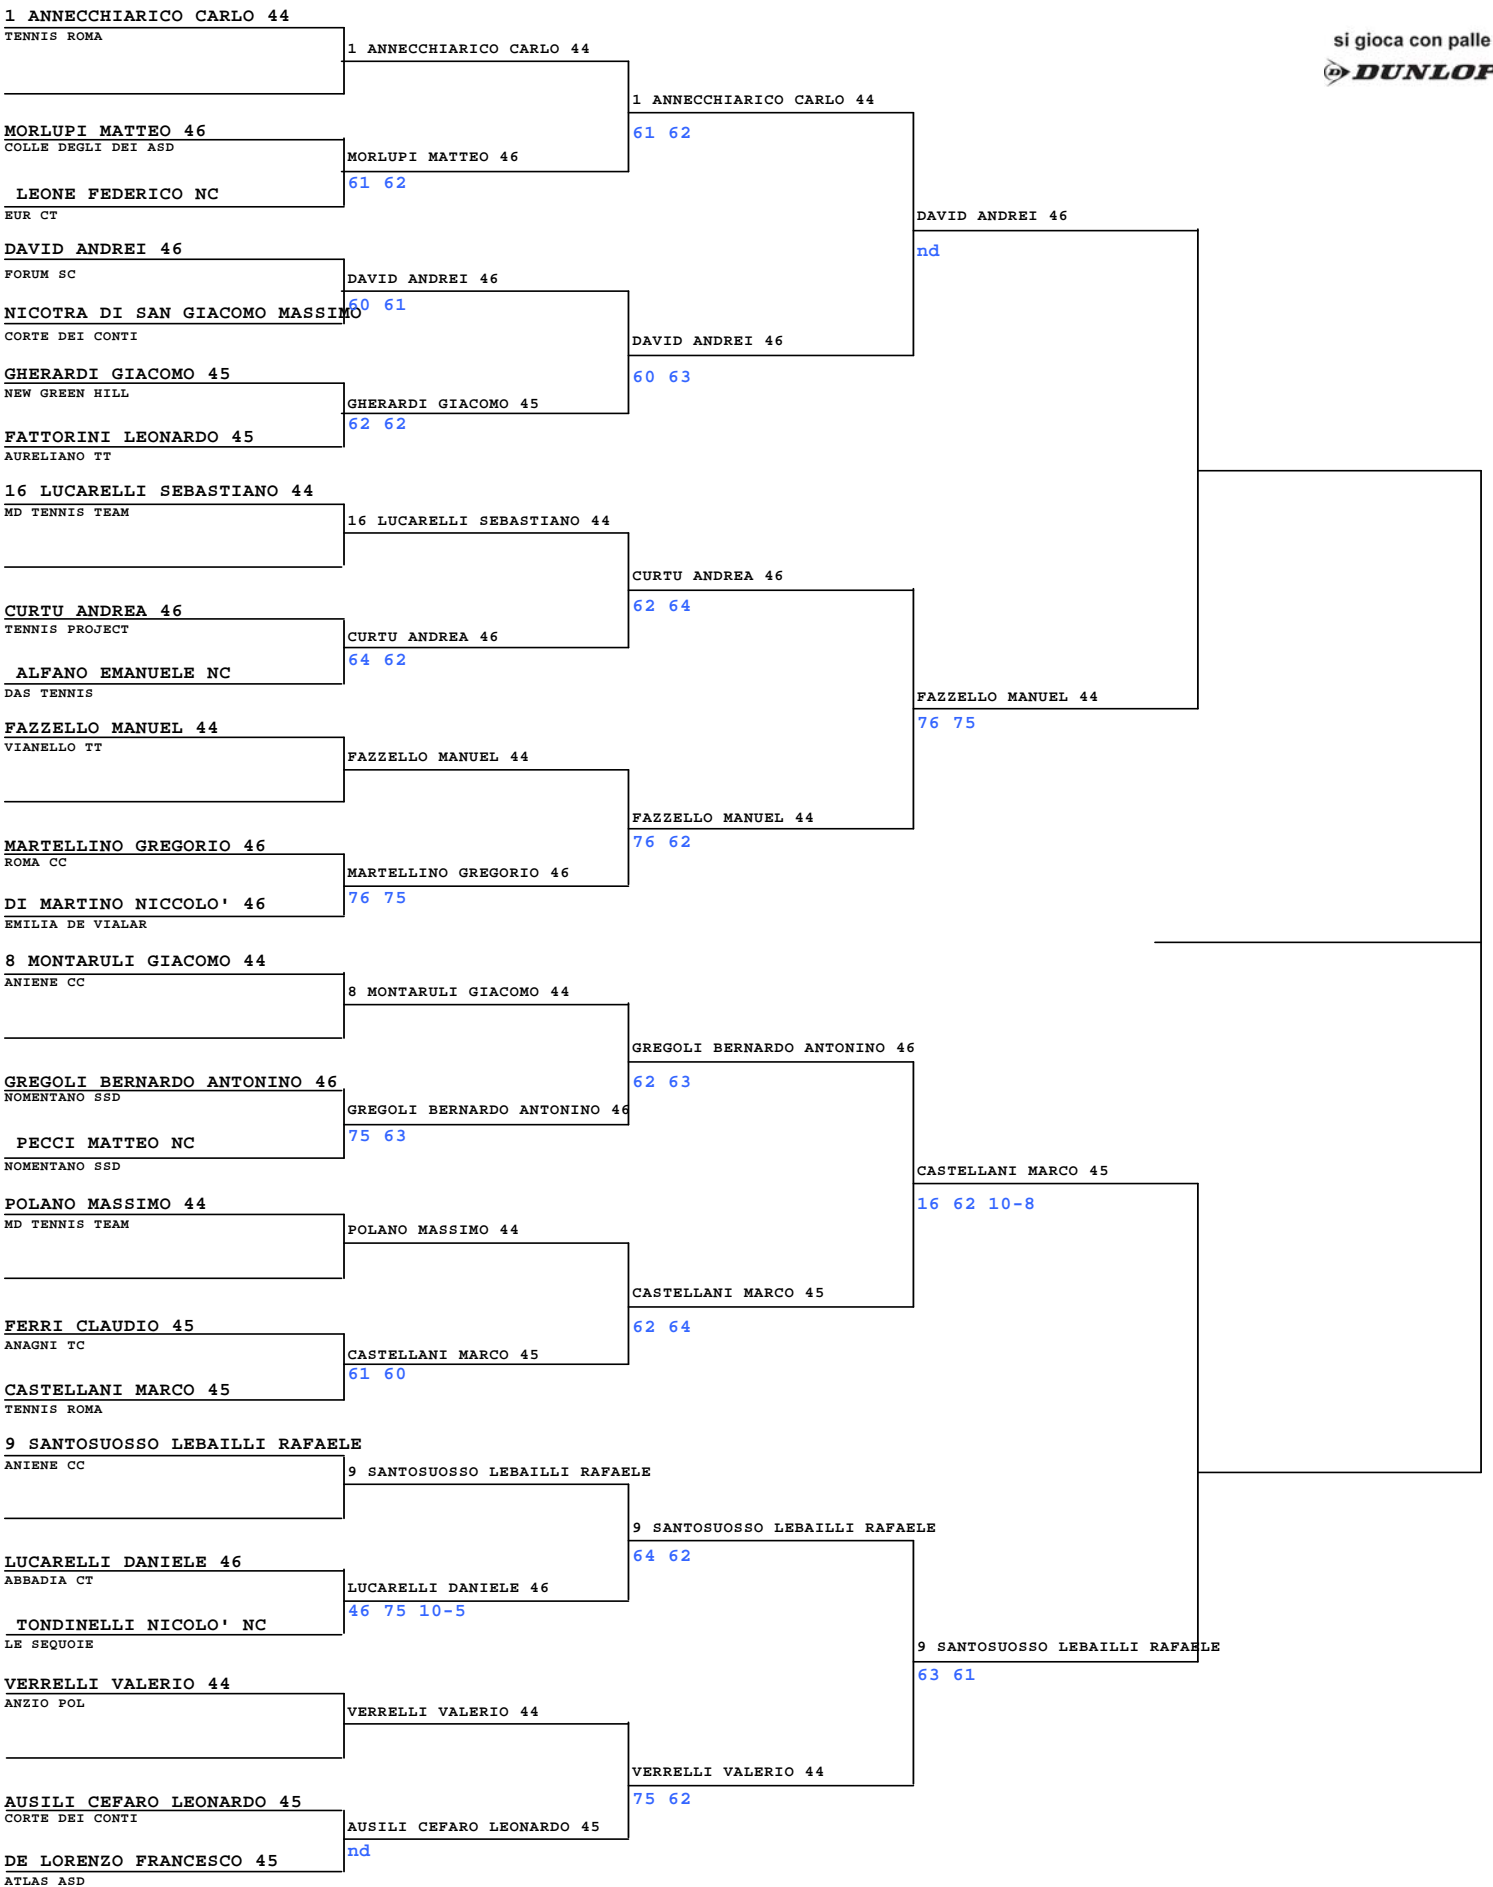 1 ANNECCHIARICO CARLO 44
TENNIS ROMA
MORLUPI MATTEO 46
COLLE DEGLI DEI ASD
LEONE FEDERICO NC
EUR CT
DAVID ANDREI 46
FORUM SC
NICOTRA DI SAN GIACOMO MASSIMO
CORTE DEI CONTI
GHERARDI GIACOMO 45
NEW GREEN HILL
FATTORINI LEONARDO 45
AURELIANO TT
16 LUCARELLI SEBASTIANO 44
MD TENNIS TEAM
CURTU ANDREA 46
TENNIS PROJECT
ALFANO EMANUELE NC
DAS TENNIS
FAZZELLO MANUEL 44
VIANELLO TT
MARTELLINO GREGORIO 46
ROMA CC
DI MARTINO NICCOLO' 46
EMILIA DE VIALAR
8 MONTARULI GIACOMO 44
ANIENE CC
GREGOLI BERNARDO ANTONINO 46
NOMENTANO SSD
PECCI MATTEO NC
NOMENTANO SSD
POLANO MASSIMO 44
MD TENNIS TEAM
FERRI CLAUDIO 45
ANAGNI TC
CASTELLANI MARCO 45
TENNIS ROMA
9 SANTOSUOSSO LEBAILLI RAFAELE
ANIENE CC
LUCARELLI DANIELE 46
ABBADIA CT
TONDINELLI NICOLO' NC
LE SEQUOIE
VERRELLI VALERIO 44
ANZIO POL
AUSILI CEFARO LEONARDO 45
CORTE DEI CONTI
DE LORENZO FRANCESCO 45
ATLAS ASD
1 ANNECCHIARICO CARLO 44
MORLUPI MATTEO 46
61 62
DAVID ANDREI 46
60 61
GHERARDI GIACOMO 45
62 62
16 LUCARELLI SEBASTIANO 44
CURTU ANDREA 46
64 62
FAZZELLO MANUEL 44
MARTELLINO GREGORIO 46
76 75
8 MONTARULI GIACOMO 44
GREGOLI BERNARDO ANTONINO 46
75 63
POLANO MASSIMO 44
CASTELLANI MARCO 45
61 60
9 SANTOSUOSSO LEBAILLI RAFAELE
LUCARELLI DANIELE 46
46 75 10-5
VERRELLI VALERIO 44
AUSILI CEFARO LEONARDO 45
nd
1 ANNECCHIARICO CARLO 44
61 62
DAVID ANDREI 46
60 63
CURTU ANDREA 46
62 64
FAZZELLO MANUEL 44
76 62
GREGOLI BERNARDO ANTONINO 46
62 63
CASTELLANI MARCO 45
62 64
9 SANTOSUOSSO LEBAILLI RAFAELE
64 62
VERRELLI VALERIO 44
75 62
DAVID ANDREI 46
nd
FAZZELLO MANUEL 44
76 75
CASTELLANI MARCO 45
16 62 10-8
9 SANTOSUOSSO LEBAILLI RAFAELE
63 61
si gioca con palle
DUNLOP